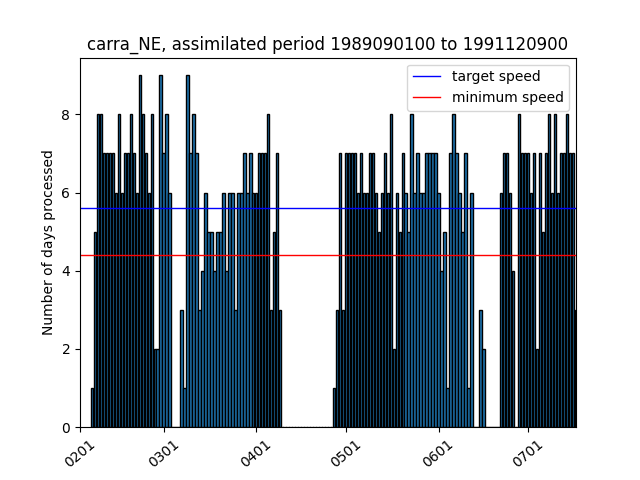 carra_NE, assimilated period 1989090100 to 1991120900
target speed
minimum speed
Number of days processed
8
6
4
2
0
0201
0301
0401
0501
0601
0701